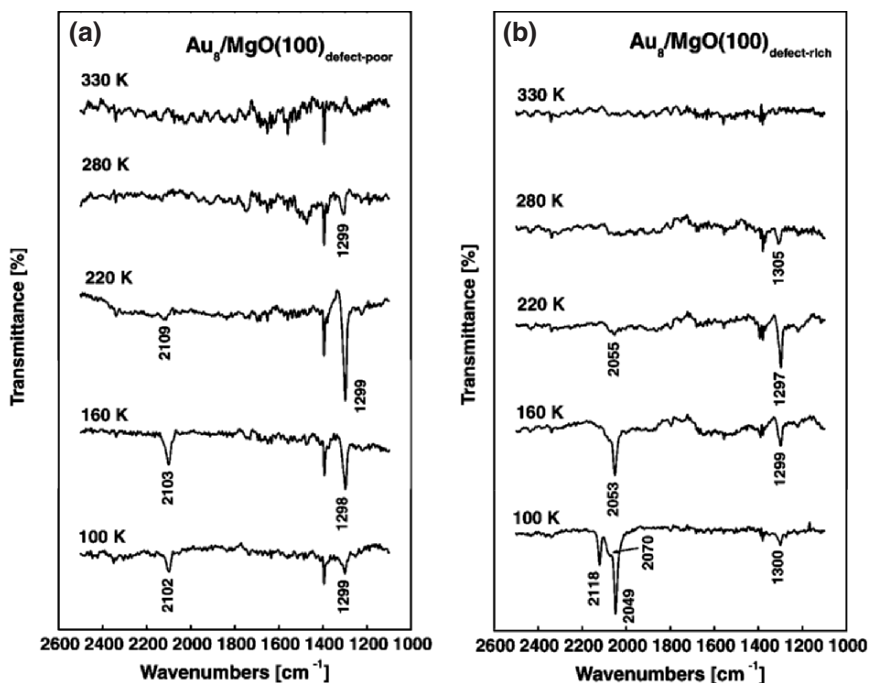 (a)
Au8/MgO(100)defect-poor
330 K
280 K
1299
220 K
2109
1299
160 K
2103
1298
100 K
2102
1299
Transmittance [%]
2600 2400 2200 2000 1800 1600 1400 1200 1000
Wavenumbers [cm-1]
(b)
Au8/MgO(100)defect-rich
330 K
280 K
1305
220 K
2055
1297
160 K
2053
1299
100 K
2118
2049
2070
1300
Transmittance [%]
2600 2400 2200 2000 1800 1600 1400 1200 1000
Wavenumbers [cm-1]